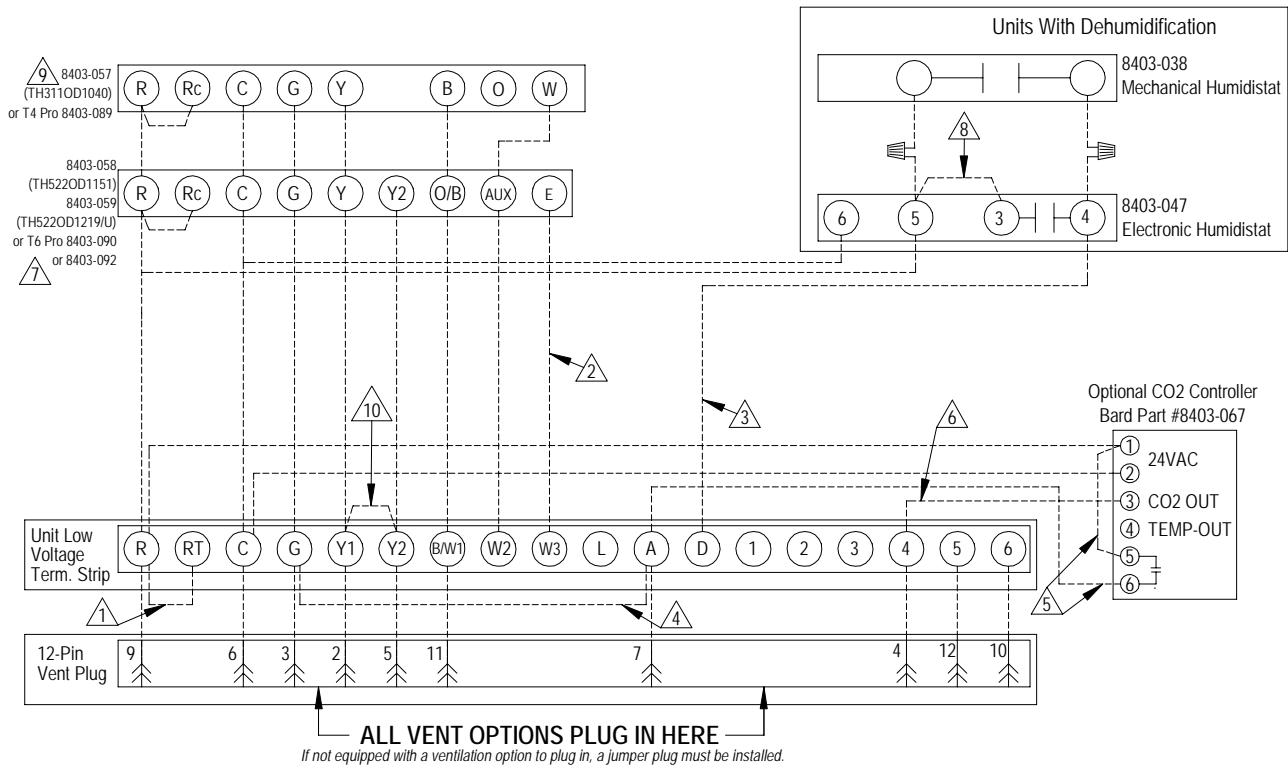 Units With Dehumidification
8403-038
Mechanical Humidistat
9
8403-057
(TH311OD1040)
or T4 Pro 8403-089
R Rc C G Y B O W
8
8403-058
(TH522OD1151)
8403-059
(TH522OD1219/U)
or T6 Pro 8403-090
or 8403-092
7
R Rc C G Y Y2 O/B AUX E
6 5 3 4
8403-047
Electronic Humidistat
2
3
6
10
Optional CO2 Controller
Bard Part #8403-067
1
24VAC
2
3 CO2 OUT
4 TEMP-OUT
5
6
5
Unit Low
Voltage
Term. Strip
R RT C G Y1 Y2 B/W1 W2 W3 L A D 1 2 3 4 5 6
1
4
12-Pin
Vent Plug
9 6 3 2 5 11 7 4 12 10
ALL VENT OPTIONS PLUG IN HERE
If not equipped with a ventilation option to plug in, a jumper plug must be installed.